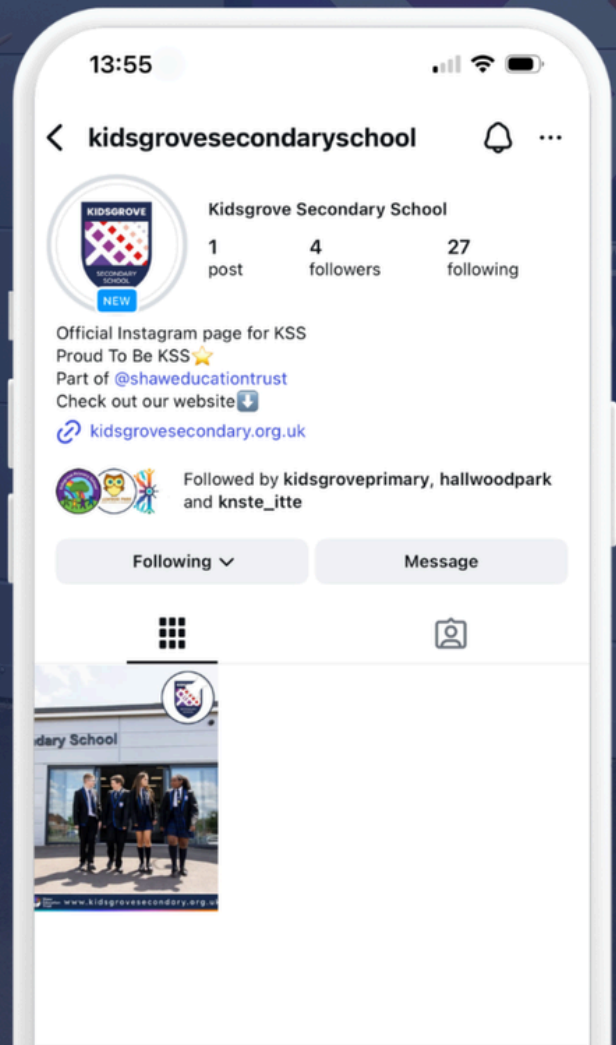 13:55
kidsgrovesecondaryschool
KIDSGROVE
SECONDARY
SCHOOL
NEW
Kidsgrove Secondary School
1 4 27
post followers following
Official Instagram page for KSS
Proud To Be KSS⭐
Part of @shaweducationtrust
Check out our website⬇️
kidsgrovesecondary.org.uk
Followed by kidsgroveprimary, hallwoodpark
and knste_itte
Following
Message
KIDSGROVE
dary School
www.kidsgrovesecondary.org.u